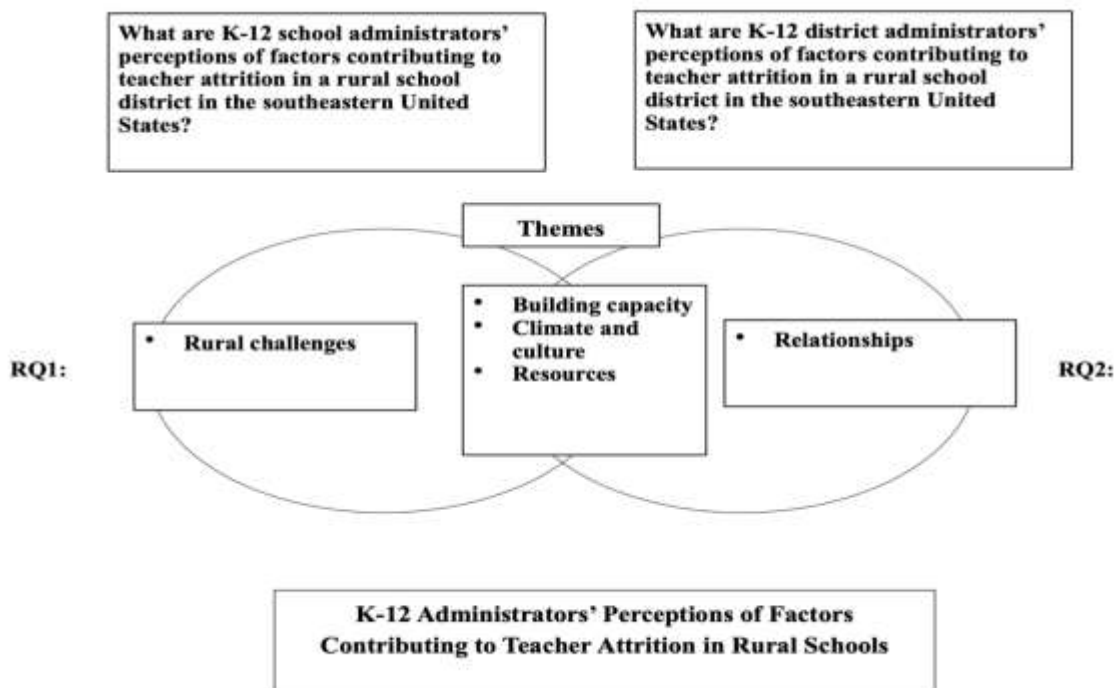 What are K-12 school administrators'
perceptions of factors contributing to
teacher attrition in a rural school
district in the southeastern United
States?
What are K-12 district administrators'
perceptions of factors contributing to
teacher attrition in a rural school
district in the southeastern United
States?
Themes
RQ1:
• Rural challenges
• Building capacity
• Climate and
culture
• Resources
• Relationships
RQ2:
K-12 Administrators' Perceptions of Factors
Contributing to Teacher Attrition in Rural Schools